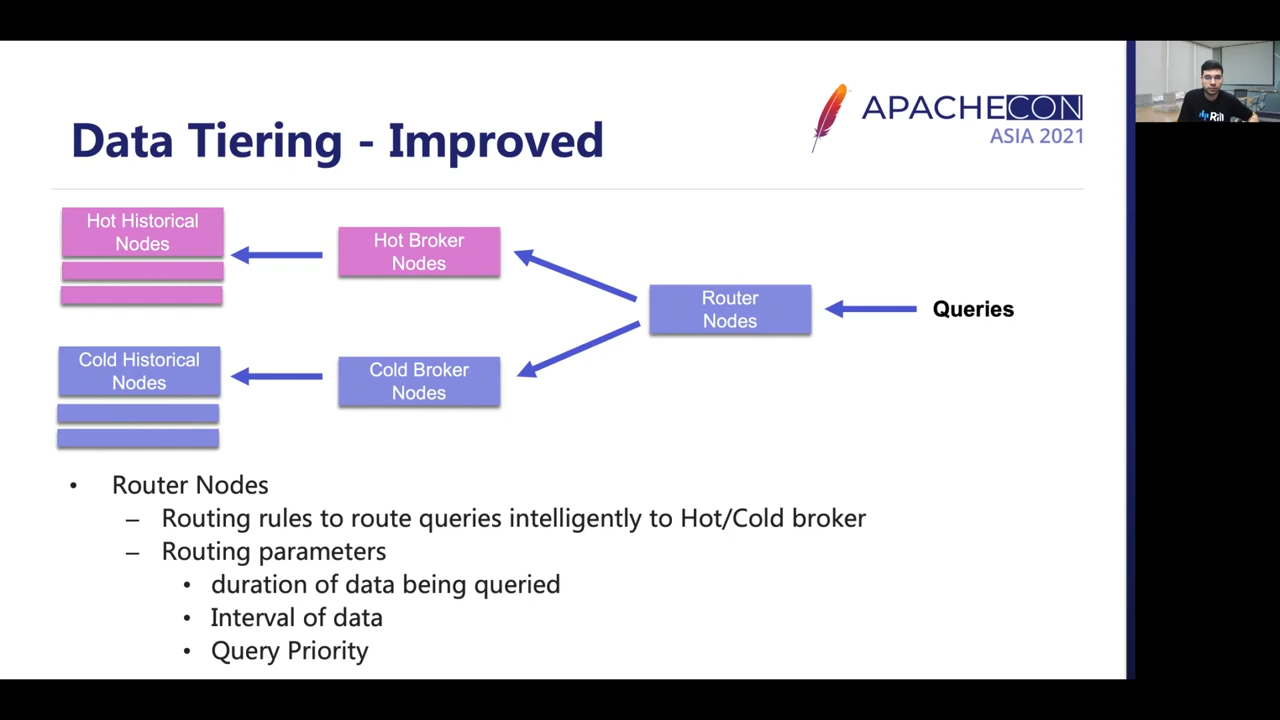 APACHECON
ASIA 2021
Data Tiering - Improved
Hot Historical
Nodes
Hot Broker
Nodes
Router
Nodes
Queries
Cold Historical
Nodes
Cold Broker
Nodes
• Router Nodes
– Routing rules to route queries intelligently to Hot/Cold broker
– Routing parameters
• duration of data being queried
• Interval of data
• Query Priority
Rill